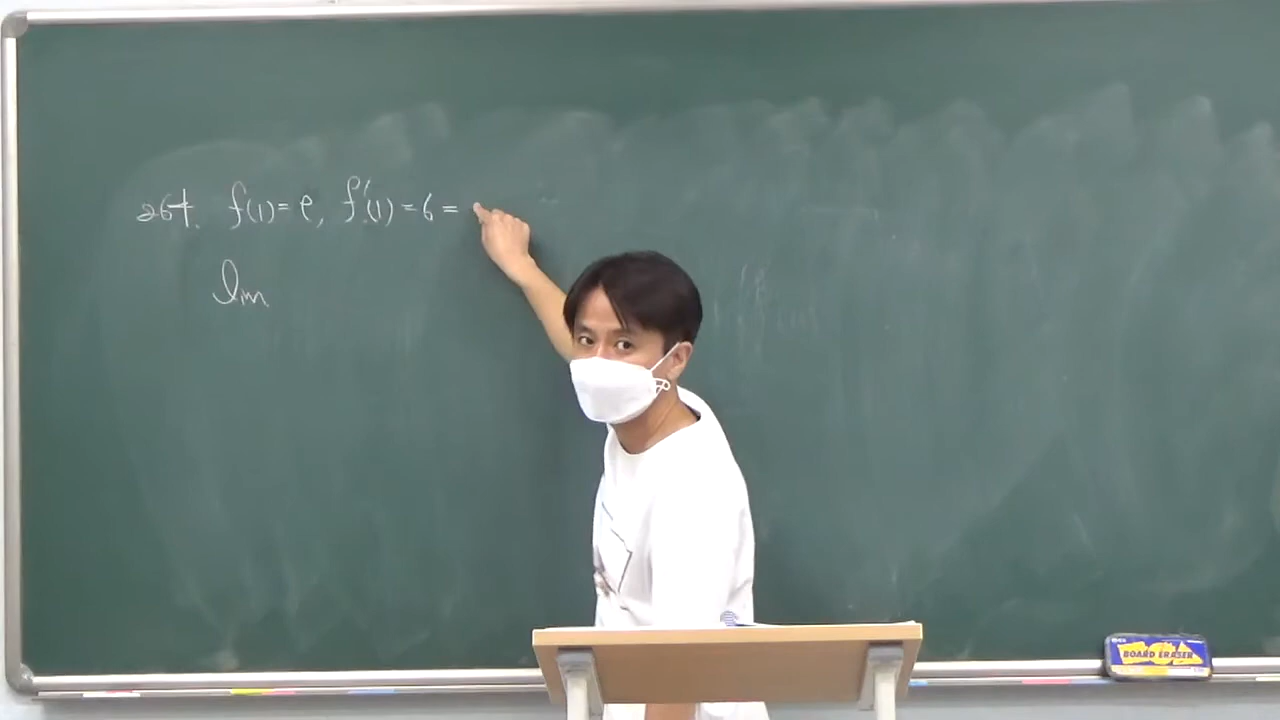 264. f(1) = e, f'(1) = 6 =
lim
BOARD ERASER